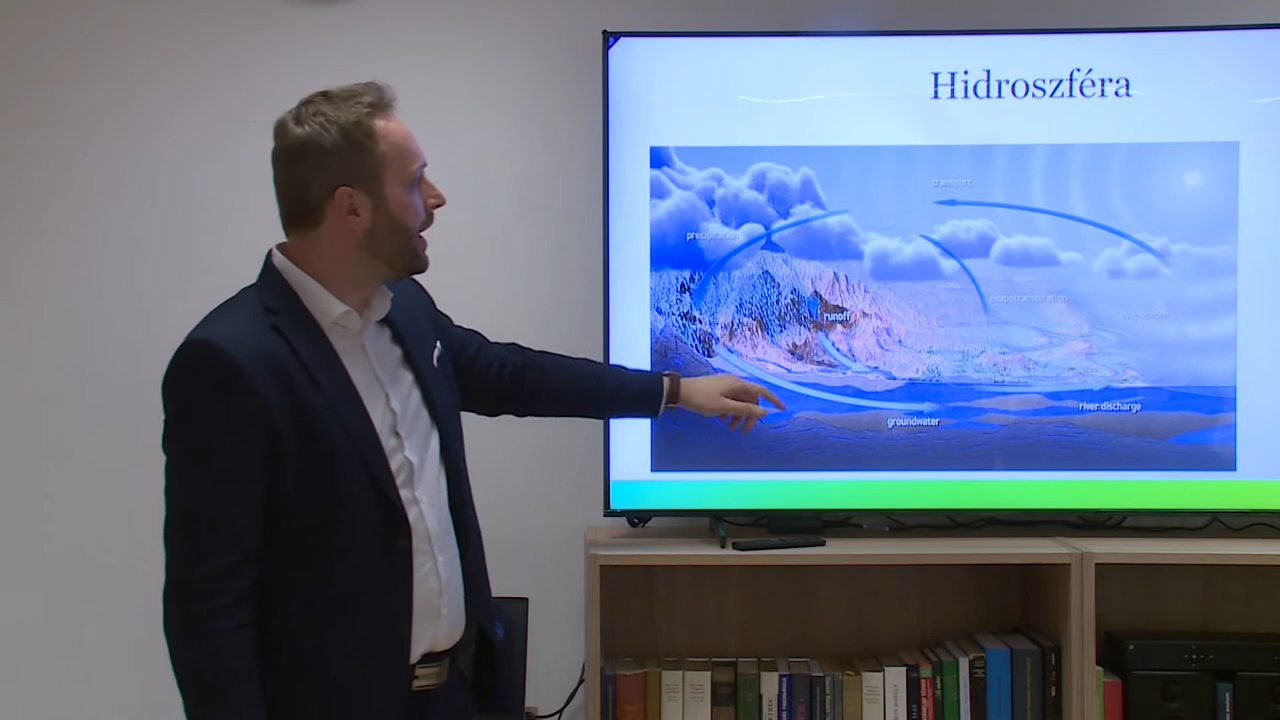 Hidroszféra
transport
precipitation
evapotranspiration
evaporation
runoff
river discharge
groundwater